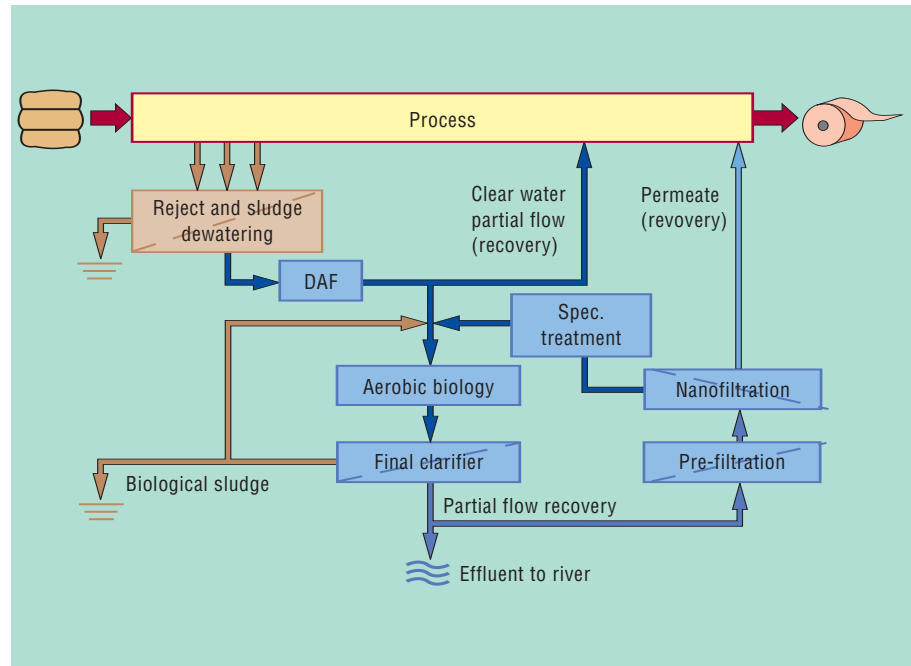 Process
Reject and sludge
dewatering
Clear water
partial flow
(recovery)
Permeate
(revovery)
DAF
Spec.
treatment
Aerobic biology
Nanofiltration
Final clarifier
Pre-filtration
Biological sludge
Partial flow recovery
Effluent to river